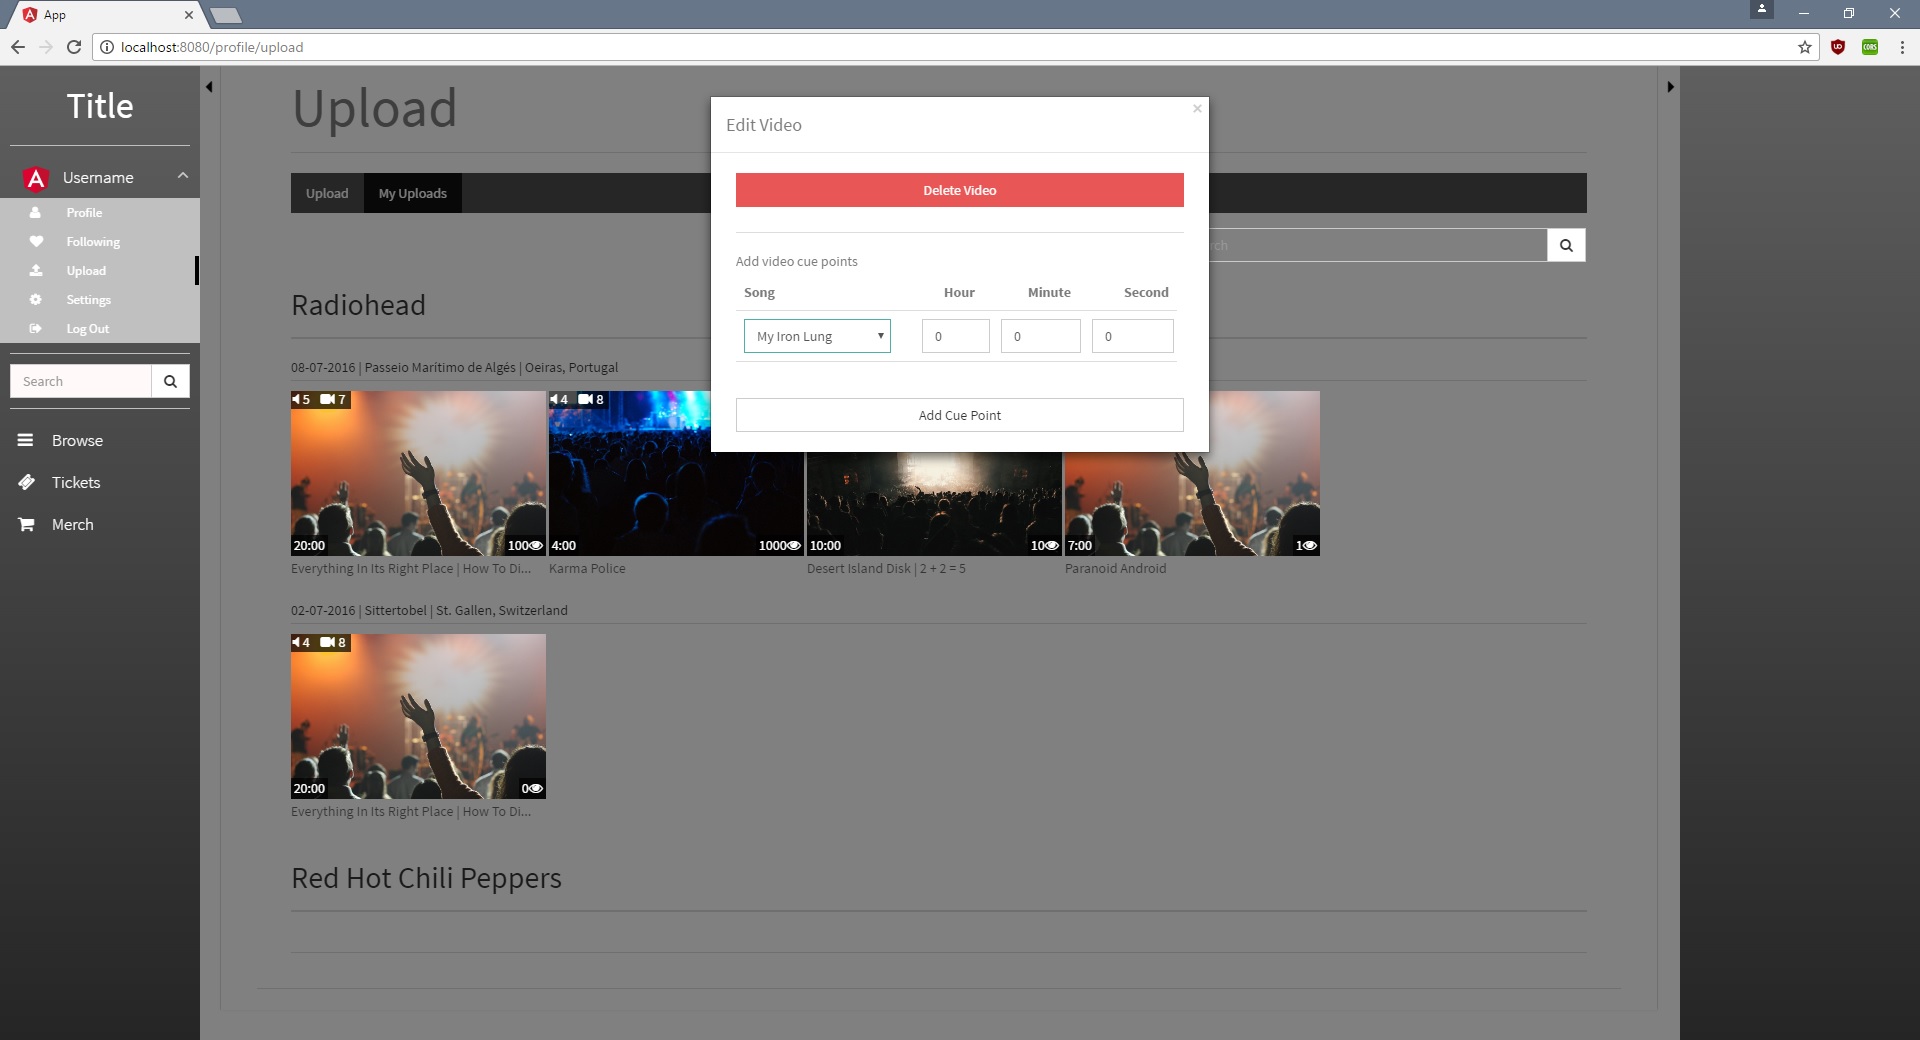 App
localhost:8080/profile/upload
Title
Username
Profile
Following
Upload
Settings
Log Out
Search
Browse
Tickets
Merch
Upload
Upload
My Uploads
rch
Edit Video
×
Delete Video
Add video cue points
Song Hour Minute Second
My Iron Lung 0 0 0
Add Cue Point
Radiohead
08-07-2016 | Passeio Marítimo de Algés | Oeiras, Portugal
5 7
4 8
20:00 100
4:00 1000
10:00 10
7:00 1
Everything In Its Right Place | How To Di...
Karma Police
Desert Island Disk | 2 + 2 = 5
Paranoid Android
02-07-2016 | Sittertobel | St. Gallen, Switzerland
4 8
20:00 0
Everything In Its Right Place | How To Di...
Red Hot Chili Peppers